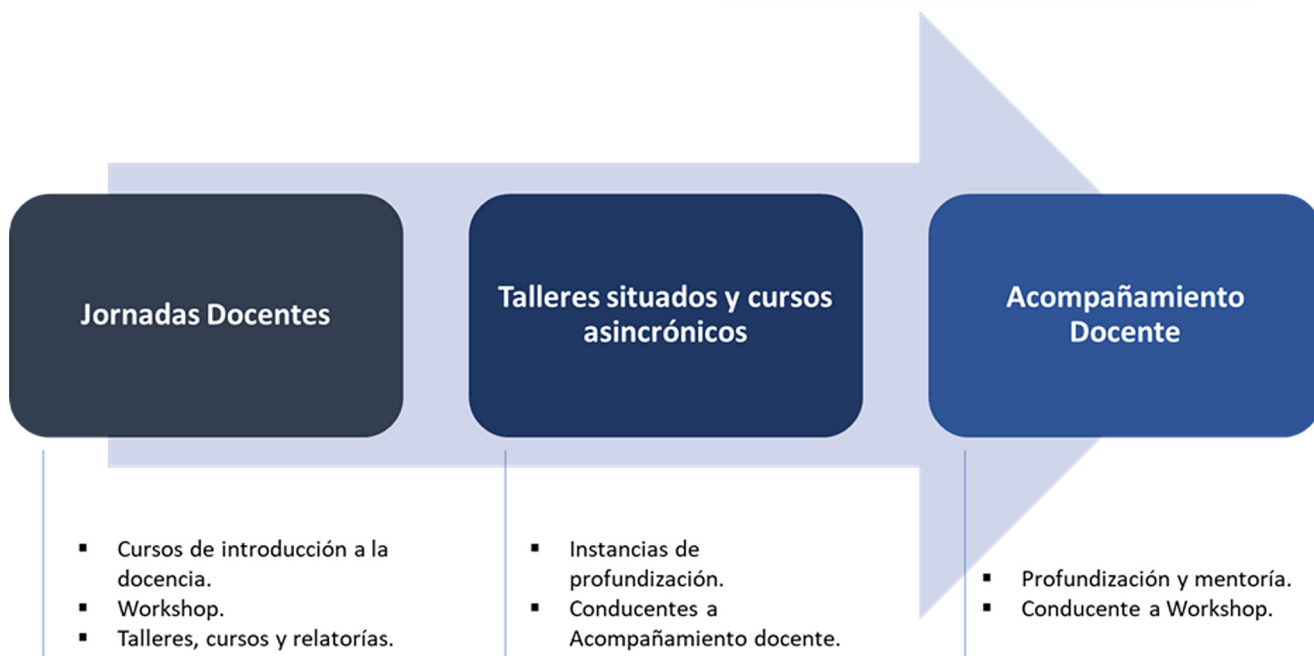 Jornadas Docentes
Talleres situados y cursos
asincrónicos
Acompañamiento
Docente
▪ Cursos de introducción a la
docencia.
▪ Workshop.
▪ Talleres, cursos y relatorías.
▪ Instancias de
profundización.
▪ Conducentes a
Acompañamiento docente.
▪ Profundización y mentoría.
▪ Conducente a Workshop.